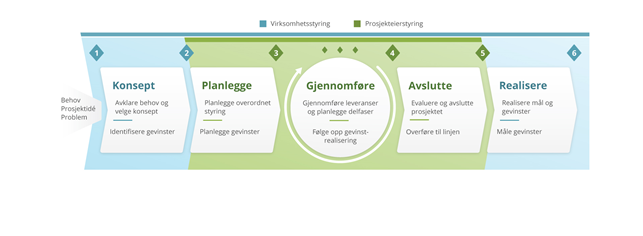 Virksomhetsstyring
Prosjekteierstyring
1
2
3
4
5
6
Behov
Prosjektidé
Problem
Konsept
Avklare behov og
velge konsept
Identifisere gevinster
Planlegge
Planlegge overordnet
styring
Planlegge gevinster
Gjennomføre
Gjennomføre leveranser
og planlegge delfaser
Følge opp gevinst-
realisering
Avslutte
Evaluere og avslutte
prosjektet
Overføre til linjen
Realisere
Realisere mål og
gevinster
Måle gevinster